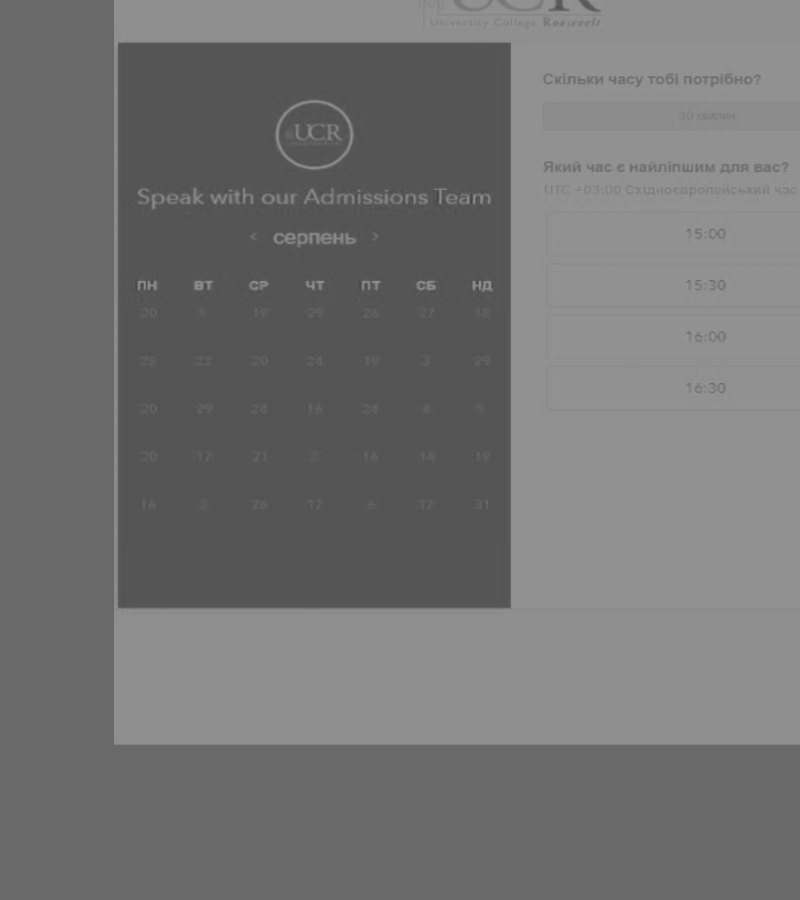 UCR
University College Roosevelt
UCR
Speak with our Admissions Team
< серпень >
ПН ВТ СР ЧТ ПТ СБ НД
20 5 19 29 26 27 18
25 22 20 24 19 3 29
20 29 24 16 24 4
20 17 21 2 16 18 19
16 2 26 17 6 17 31
Скільки часу тобі потрібно?
30 хвилин
Який час є найліпшим для вас?
UTC +03:00 Східноєвропейський час
15:00
15:30
16:00
16:30